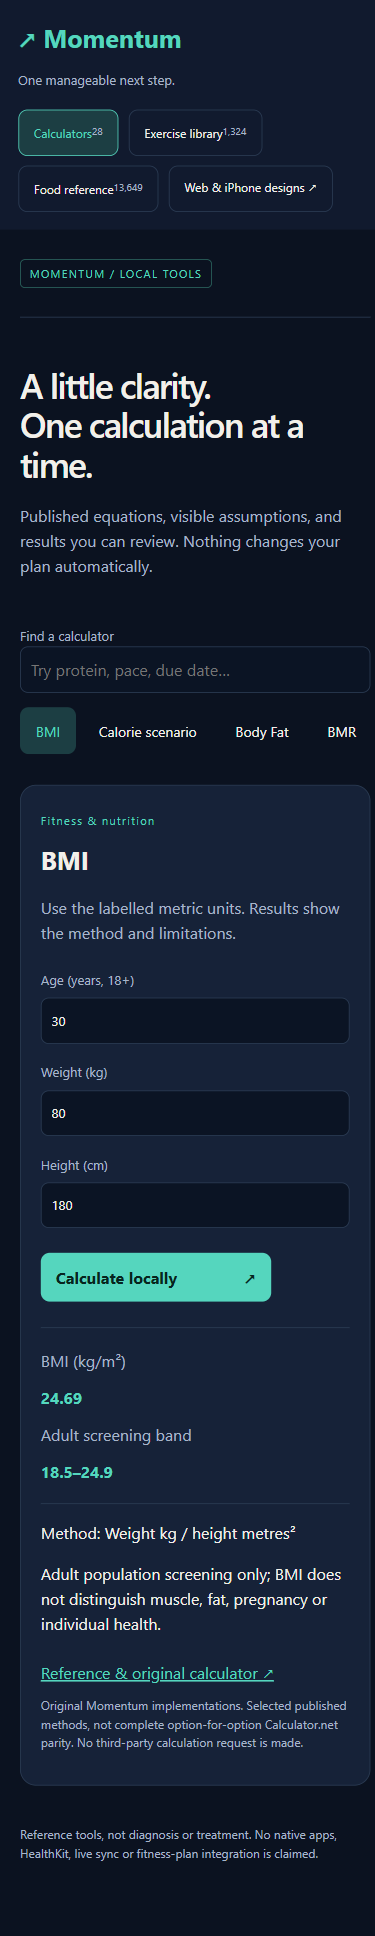 ↗ Momentum
One manageable next step.
Calculators28
Exercise library1,324
Food reference13,649
Web & iPhone designs ↗
MOMENTUM / LOCAL TOOLS
A little clarity.
One calculation at a
time.
Published equations, visible assumptions, and
results you can review. Nothing changes your
plan automatically.
Find a calculator
Try protein, pace, due date...
BMI
Calorie scenario
Body Fat
BMR
Fitness & nutrition
BMI
Use the labelled metric units. Results show
the method and limitations.
Age (years, 18+)
30
Weight (kg)
80
Height (cm)
180
Calculate locally ↗
BMI (kg/m²)
24.69
Adult screening band
18.5–24.9
Method: Weight kg / height metres²
Adult population screening only; BMI does
not distinguish muscle, fat, pregnancy or
individual health.
Reference & original calculator ↗
Original Momentum implementations. Selected published
methods, not complete option-for-option Calculator.net
parity. No third-party calculation request is made.
Reference tools, not diagnosis or treatment. No native apps,
HealthKit, live sync or fitness-plan integration is claimed.